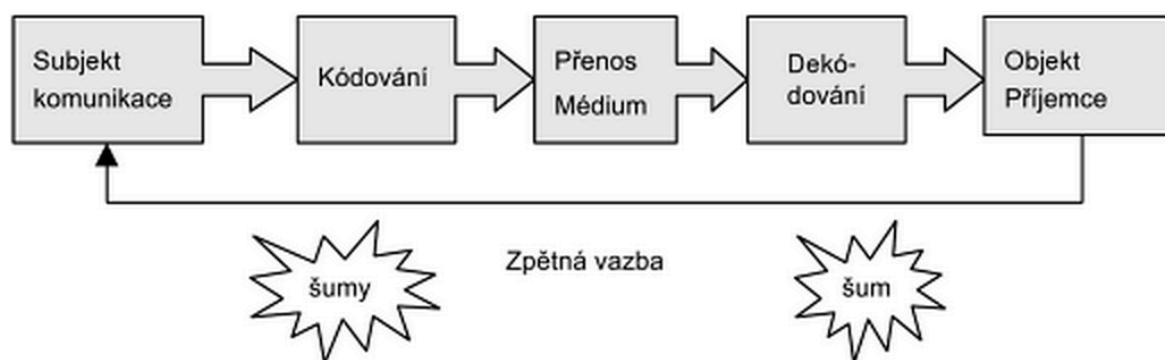 Subjekt
komunikace
Kódování
Přenos
Médium
Dekó-
dování
Objekt
Příjemce
šumy
Zpětná vazba
šum